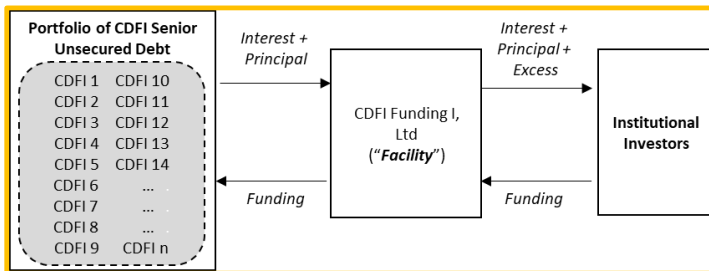 Portfolio of CDFI Senior
Unsecured Debt
CDFI 1 CDFI 10
CDFI 2 CDFI 11
CDFI 3 CDFI 12
CDFI 4 CDFI 13
CDFI 5 CDFI 14
CDFI 6 ...
CDFI 7 ...
CDFI 8 ...
CDFI 9 CDFI n
Interest +
Principal
Funding
CDFI Funding I,
Ltd
("Facility")
Interest +
Principal +
Excess
Funding
Institutional
Investors